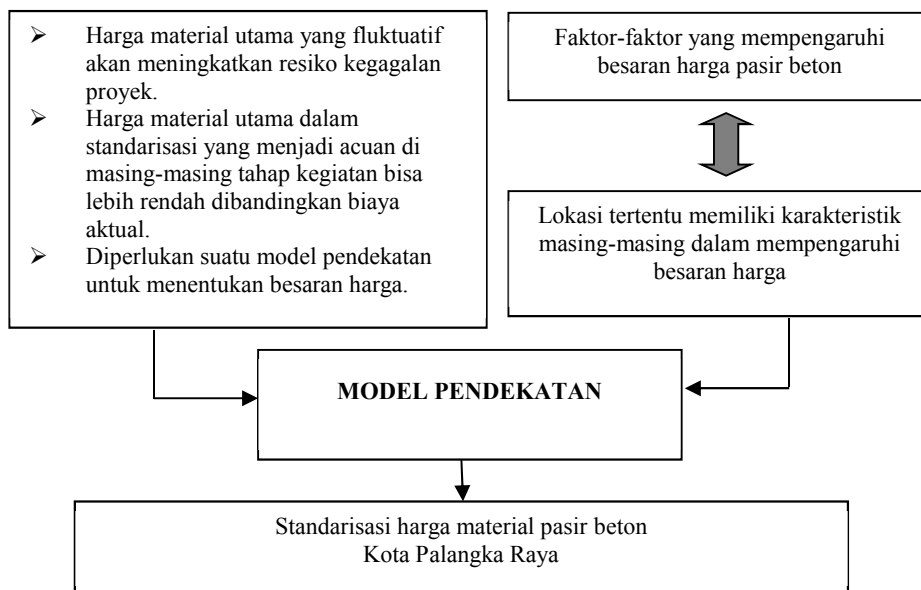 ➢ Harga material utama yang fluktuatif
akan meningkatkan resiko kegagalan
proyek.
➢ Harga material utama dalam
standarisasi yang menjadi acuan di
masing-masing tahap kegiatan bisa
lebih rendah dibandingkan biaya
aktual.
➢ Diperlukan suatu model pendekatan
untuk menentukan besaran harga.
Faktor-faktor yang mempengaruhi
besaran harga pasir beton
Lokasi tertentu memiliki karakteristik
masing-masing dalam mempengaruhi
besaran harga
MODEL PENDEKATAN
Standarisasi harga material pasir beton
Kota Palangka Raya